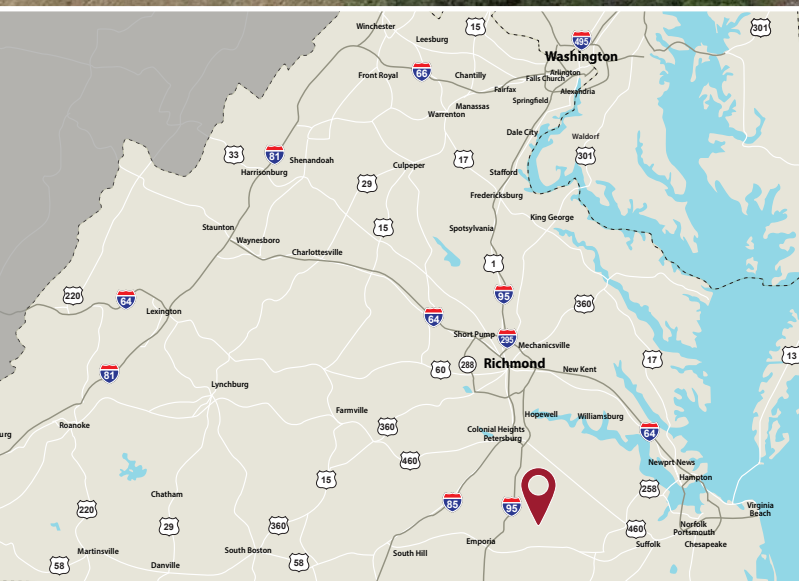 Winchester
15
301
Leesburg
495
Washington
Front Royal
66
Chantilly
Falls Church
Arlington
Fairfax
Alexandria
Springfield
Manassas
Warrenton
Dale City
Waldorf
33
81
Shenandoah
Harrisonburg
Culpeper
17
301
Stafford
29
Fredericksburg
King George
Staunton
15
Spotsylvania
Waynesboro
Charlottesville
1
220
64
95
Lexington
64
360
Short Pump
295
Mechanicsville
81
60
288
Richmond
New Kent
17
13
Lynchburg
Farmville
Hopewell
Williamsburg
Roanoke
360
Colonial Heights
Petersburg
64
urg
460
Newprt News
15
Hampton
Chatham
258
220
85
95
Virginia
Beach
29
360
460
Norfolk
Portsmouth
Martinsville
South Boston
South Hill
Emporia
Suffolk
Chesapeake
58
Danville
58